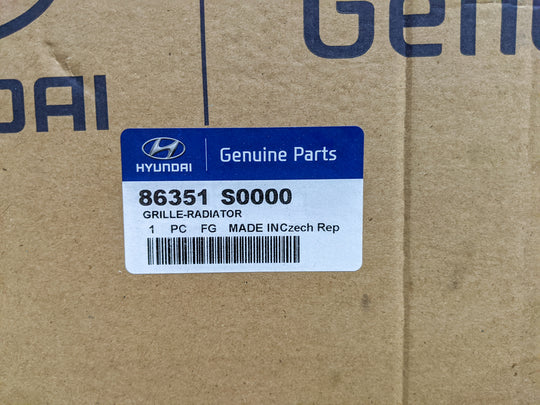 Gen
DAI
HYUNDAI
Genuine Parts
86351 S0000
GRILLE-RADIATOR
1 PC FG MADE INCzech Rep